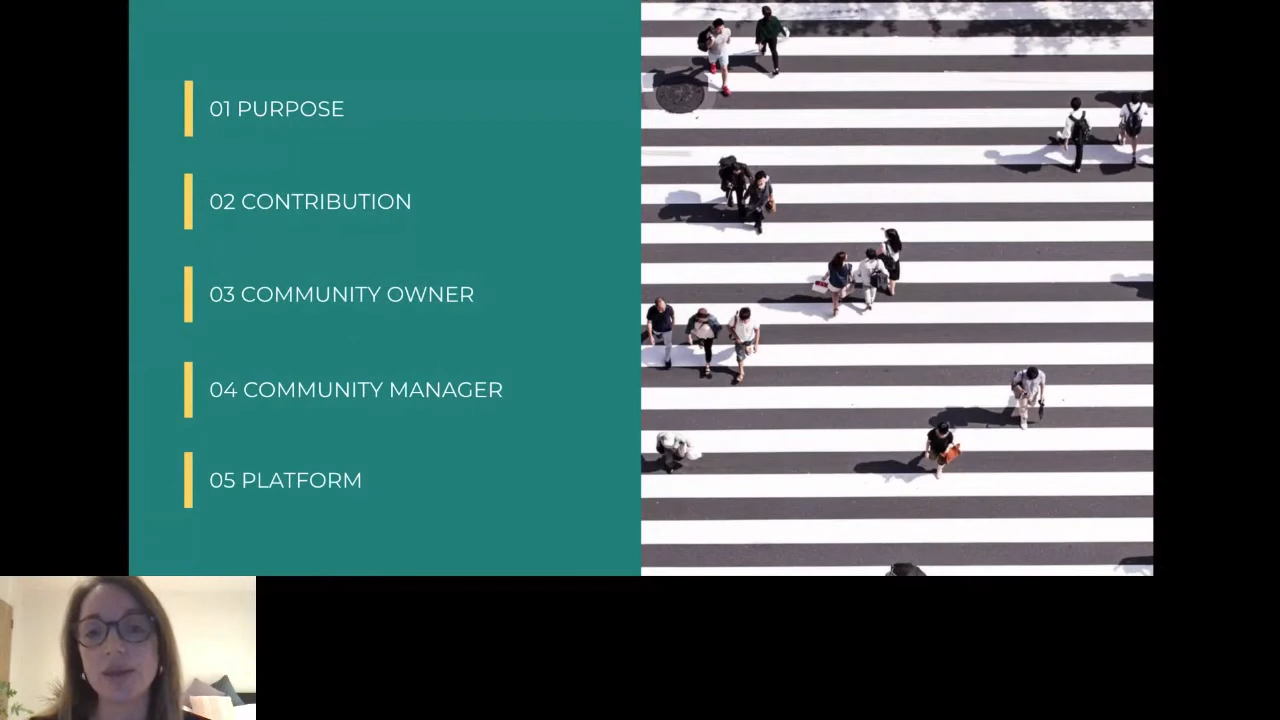 01 PURPOSE
02 CONTRIBUTION
03 COMMUNITY OWNER
04 COMMUNITY MANAGER
05 PLATFORM